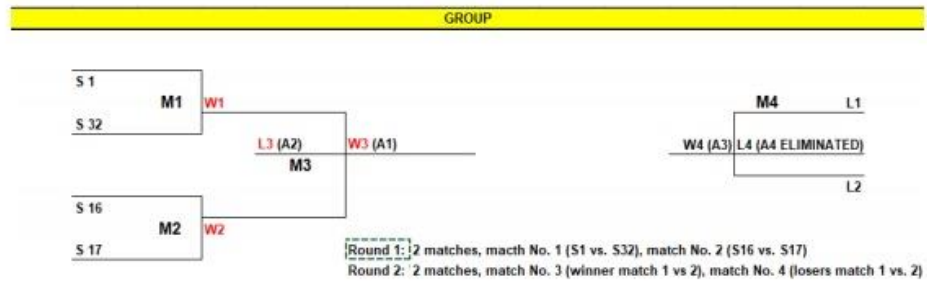 GROUP
S 1
M1
W1
M4
L1
S 32
L3 (A2)
W3 (A1)
W4 (A3)
L4 (A4 ELIMINATED)
M3
L2
S 16
M2
W2
S 17
Round 1: 2 matches, macth No. 1 (S1 vs. S32), match No. 2 (S16 vs. S17)
Round 2: 2 matches, match No. 3 (winner match 1 vs 2), match No. 4 (losers match 1 vs. 2)